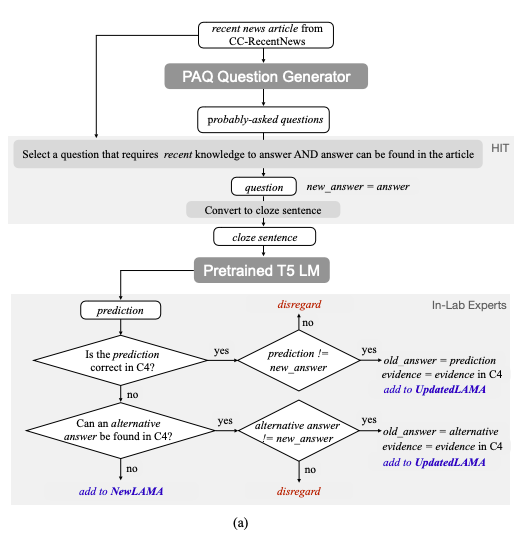 recent news article from
CC-RecentNews
PAQ Question Generator
probably-asked questions
HIT
Select a question that requires recent knowledge to answer AND answer can be found in the article
question
new_answer = answer
Convert to cloze sentence
cloze sentence
Pretrained T5 LM
In-Lab Experts
prediction
disregard
no
Is the prediction
correct in C4?
yes
prediction !=
new_answer
yes
old_answer = prediction
evidence = evidence in C4
add to UpdatedLAMA
no
Can an alternative
answer be found in C4?
yes
alternative answer
!= new_answer
yes
old_answer = alternative
evidence = evidence in C4
add to UpdatedLAMA
no
no
add to NewLAMA
disregard
(a)